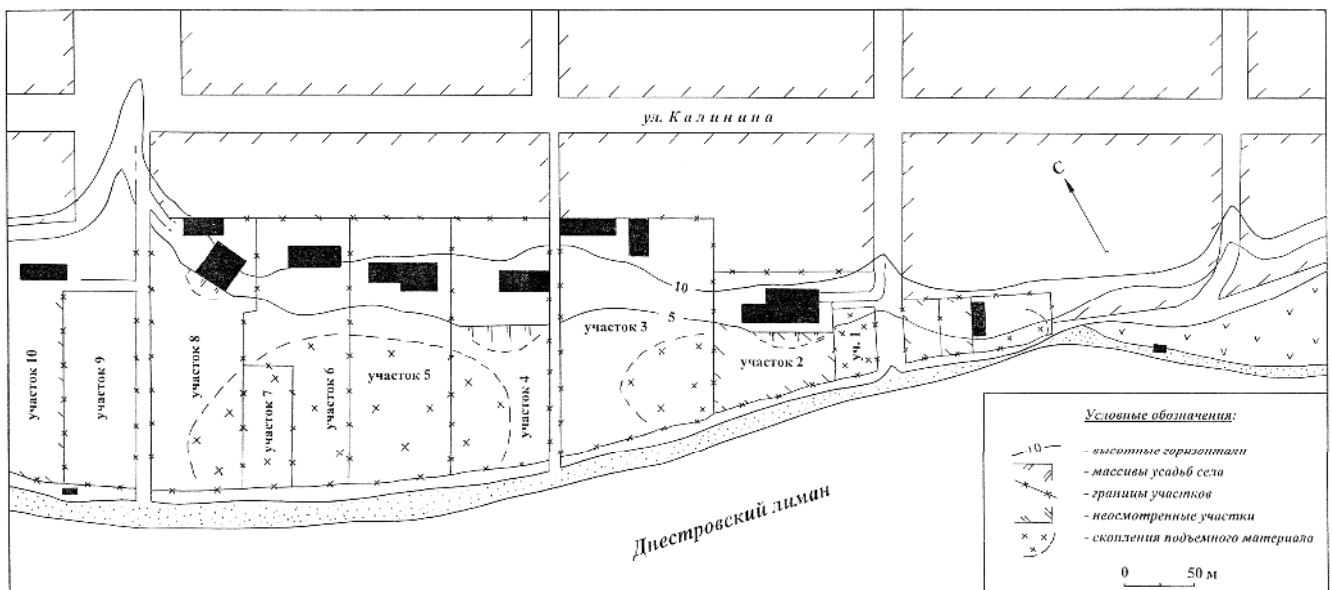 ул. Калинина
С
10
5
участок 10
участок 9
участок 8
участок 7
участок 6
участок 5
участок 4
участок 3
участок 2
уч. 1
Днестровский лиман
Условные обозначения:
10 - высотные горизонтали
- массивы усадьб села
- границы участков
- неосмотренные участки
- скопления подъемного материала
0 50 м